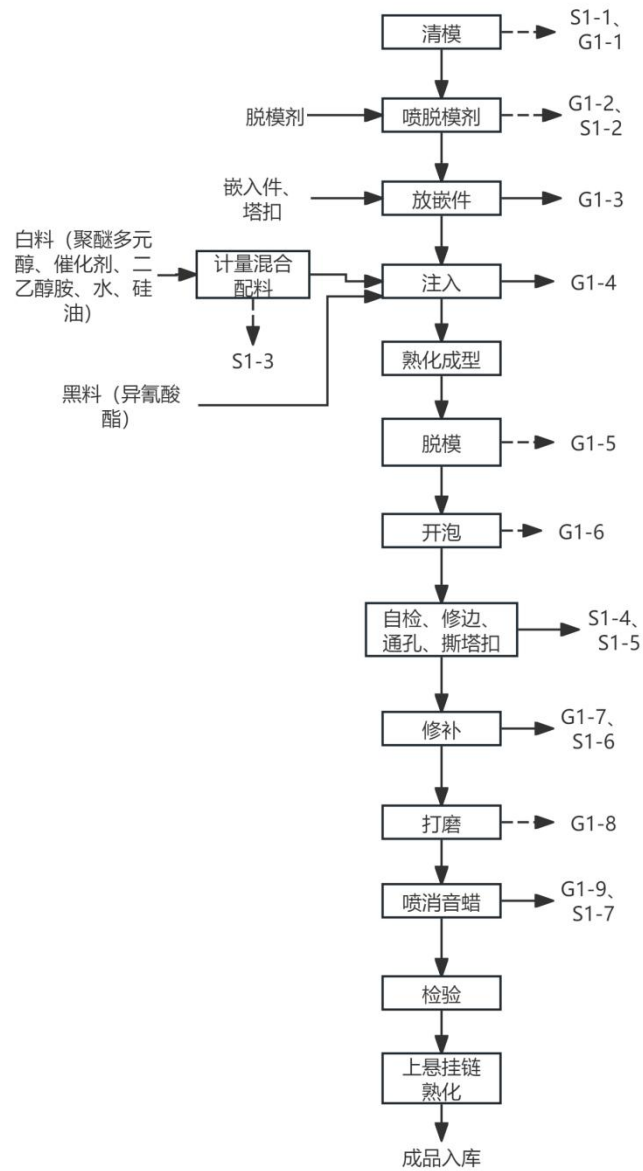 清模
S1-1、
G1-1
脱模剂
喷脱模剂
G1-2、
S1-2
嵌入件、
塔扣
放嵌件
G1-3
白料（聚醚多元
醇、催化剂、二
乙醇胺、水、硅
油）
计量混合
配料
注入
G1-4
S1-3
熟化成型
黑料（异氰酸
酯）
脱模
G1-5
开泡
G1-6
自检、修边、
通孔、撕塔扣
S1-4、
S1-5
修补
G1-7、
S1-6
打磨
G1-8
喷消音蜡
G1-9、
S1-7
检验
上悬挂链
熟化
成品入库